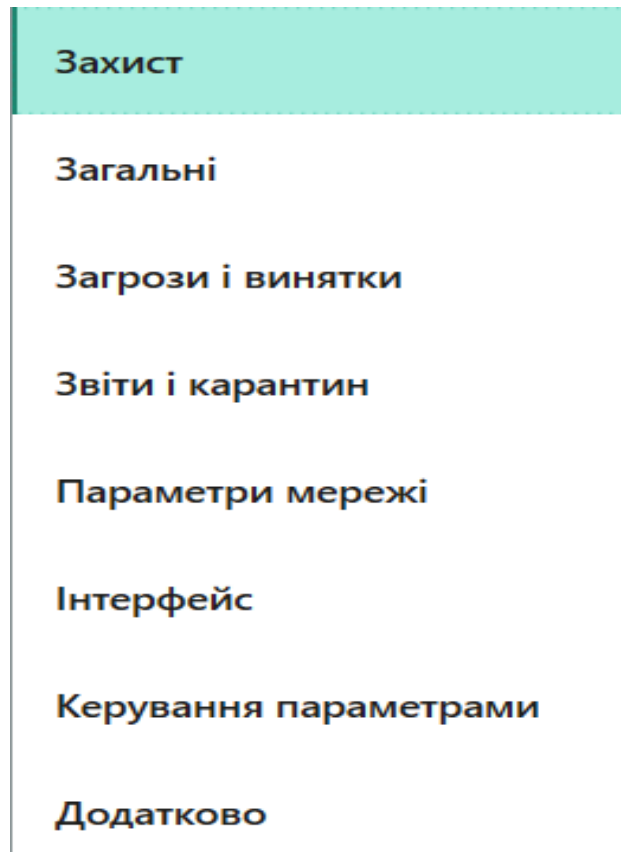 Захист
Загальні
Загрози і винятки
Звіти і карантин
Параметри мережі
Інтерфейс
Керування параметрами
Додатково